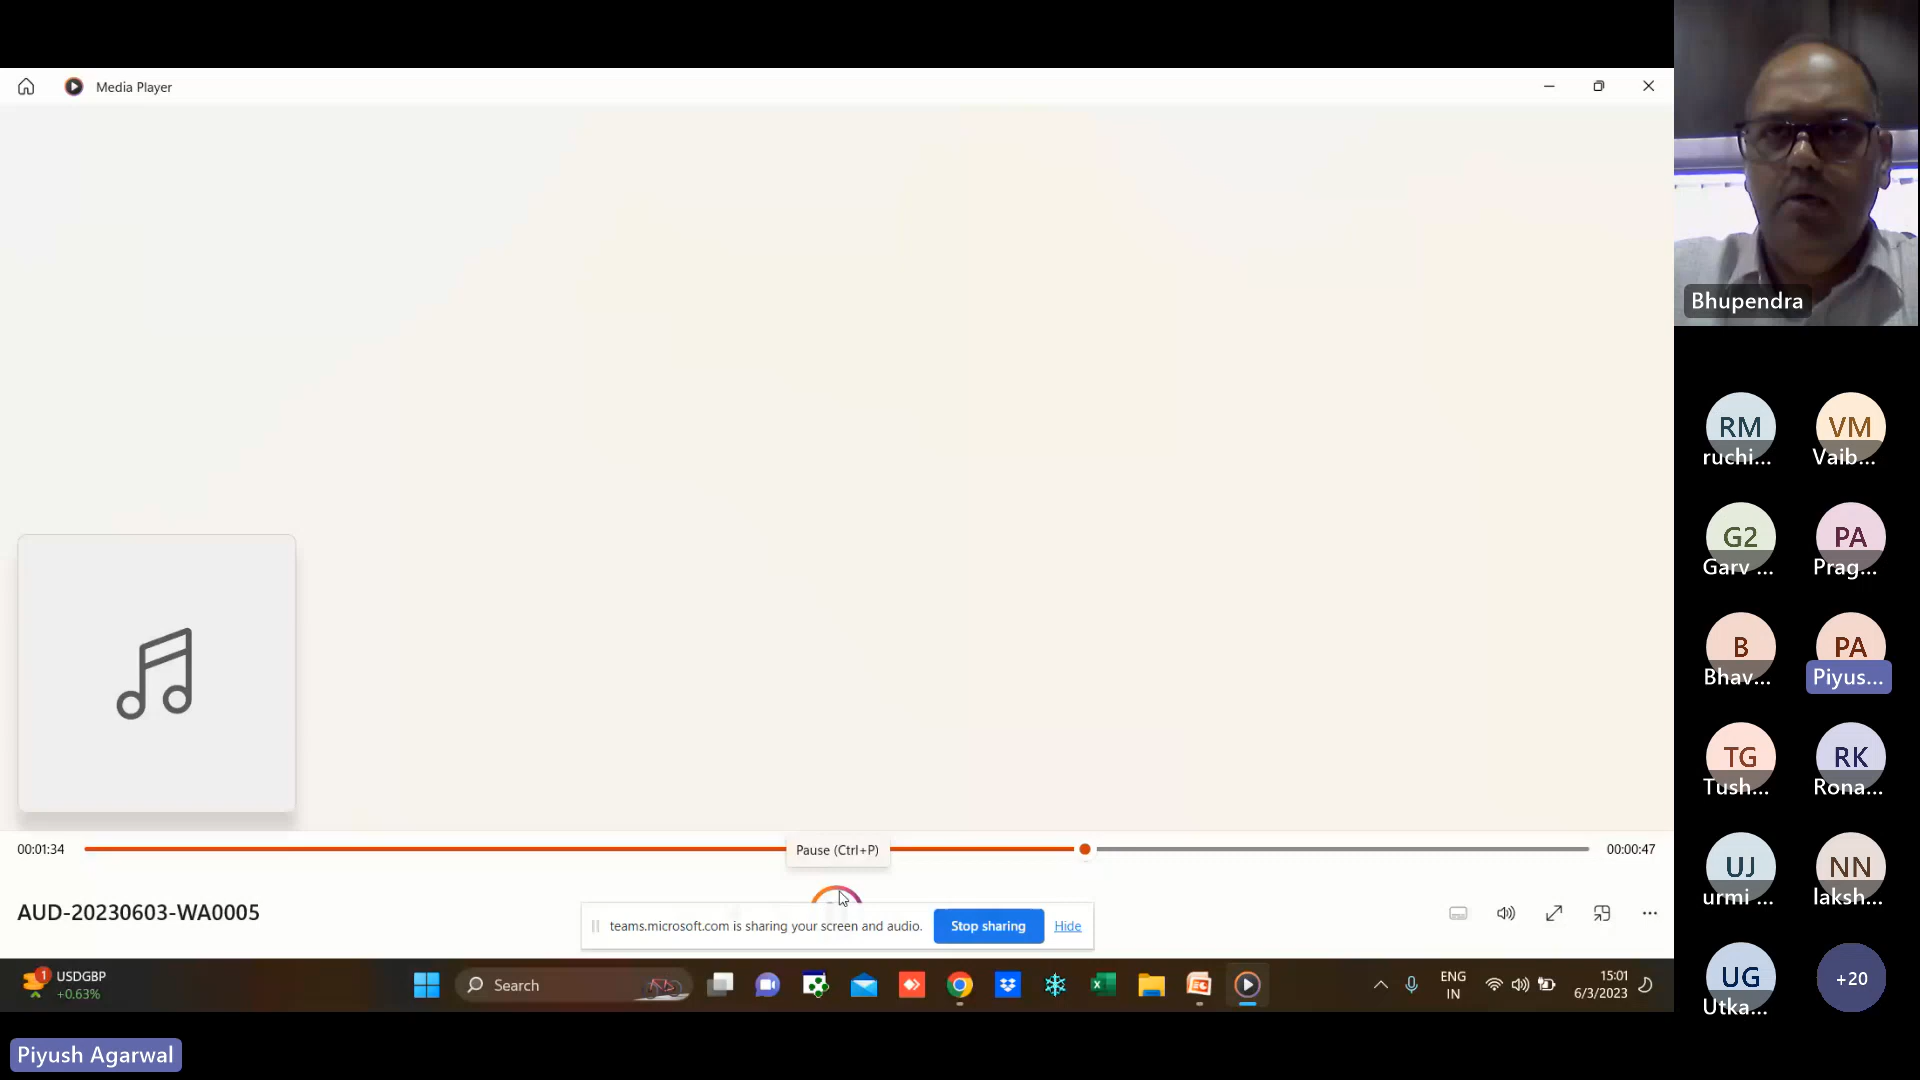 Media Player
Bhupendra
RM
VM
ruchi...
Vaib...
G2
PA
Garv ...
Prag...
B
PA
Bhav...
Piyus...
TG
RK
Tush...
Rona...
UJ
NN
urmi ...
laksh...
UG
+20
Utka...
00:01:34
Pause (Ctrl+P)
00:00:47
AUD-20230603-WA0005
teams.microsoft.com is sharing your screen and audio.
Stop sharing
Hide
1
USDGBP
+0.63%
Search
ENG
IN
15:01
6/3/2023
Piyush Agarwal